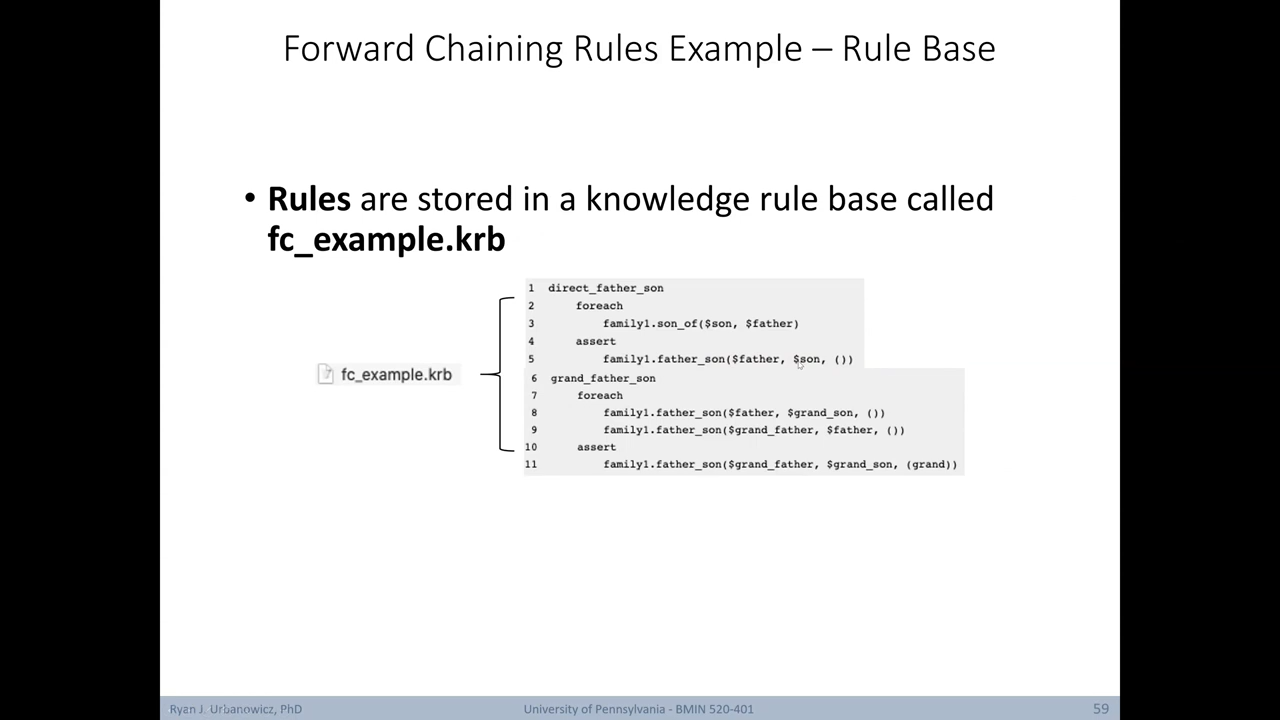 Forward Chaining Rules Example – Rule Base
• Rules are stored in a knowledge rule base called
fc_example.krb
fc_example.krb
1 direct_father_son
2 foreach
3 family1.son_of($son, $father)
4 assert
5 family1.father_son($father, $son, ())
6 grand_father_son
7 foreach
8 family1.father_son($father, $grand_son, ())
9 family1.father_son($grand_father, $father, ())
10 assert
11 family1.father_son($grand_father, $grand_son, (grand))
Ryan J. Urbanowicz, PhD
University of Pennsylvania - BMIN 520-401
59